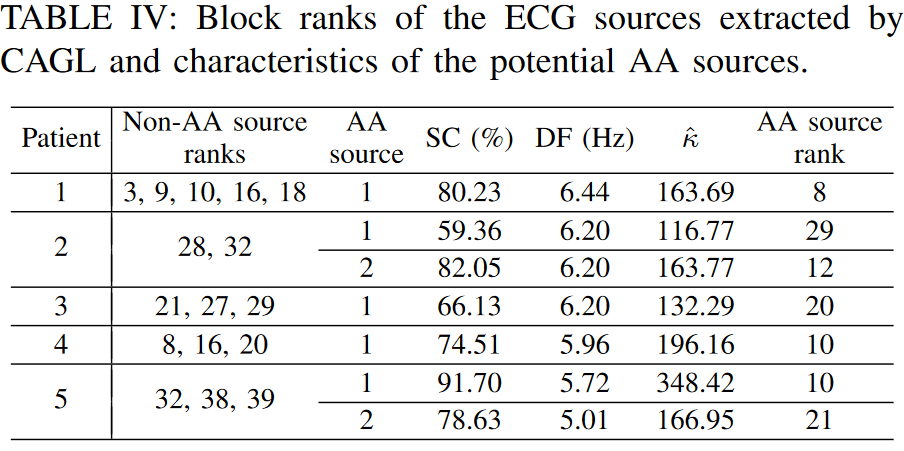 TABLE IV: Block ranks of the ECG sources extracted by
CAGL and characteristics of the potential AA sources.
Patient Non-AA source ranks AA source SC (%) DF (Hz) κ̂ AA source rank
1 3, 9, 10, 16, 18 1 80.23 6.44 163.69 8
2 28, 32 1 59.36 6.20 116.77 29
2 82.05 6.20 163.77 12
3 21, 27, 29 1 66.13 6.20 132.29 20
4 8, 16, 20 1 74.51 5.96 196.16 10
5 32, 38, 39 1 91.70 5.72 348.42 10
2 78.63 5.01 166.95 21